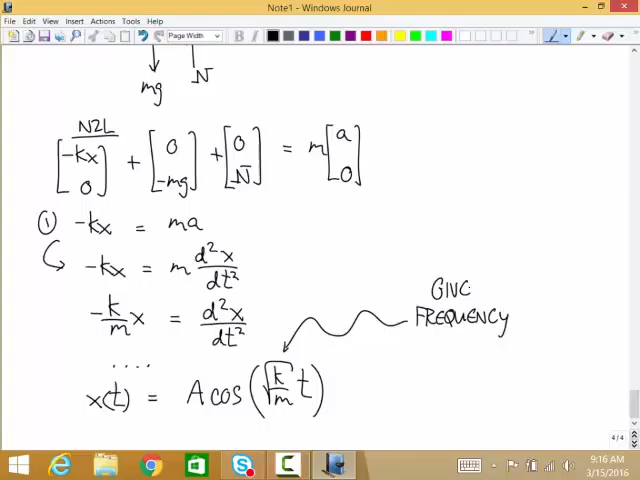 Note1 - Windows Journal
File Edit View Insert Actions Tools Help
Page Width B I
mg N
N2L
[-kx 0] + [0 -mg] + [0 N] = m [a 0]
① -kx = ma
-kx = m d²x/dt²
-k/m x = d²x/dt²
GIVE
FREQUENCY
....
x(t) = A cos(√(k/m) t)
4/4
9:16 AM
3/15/2016